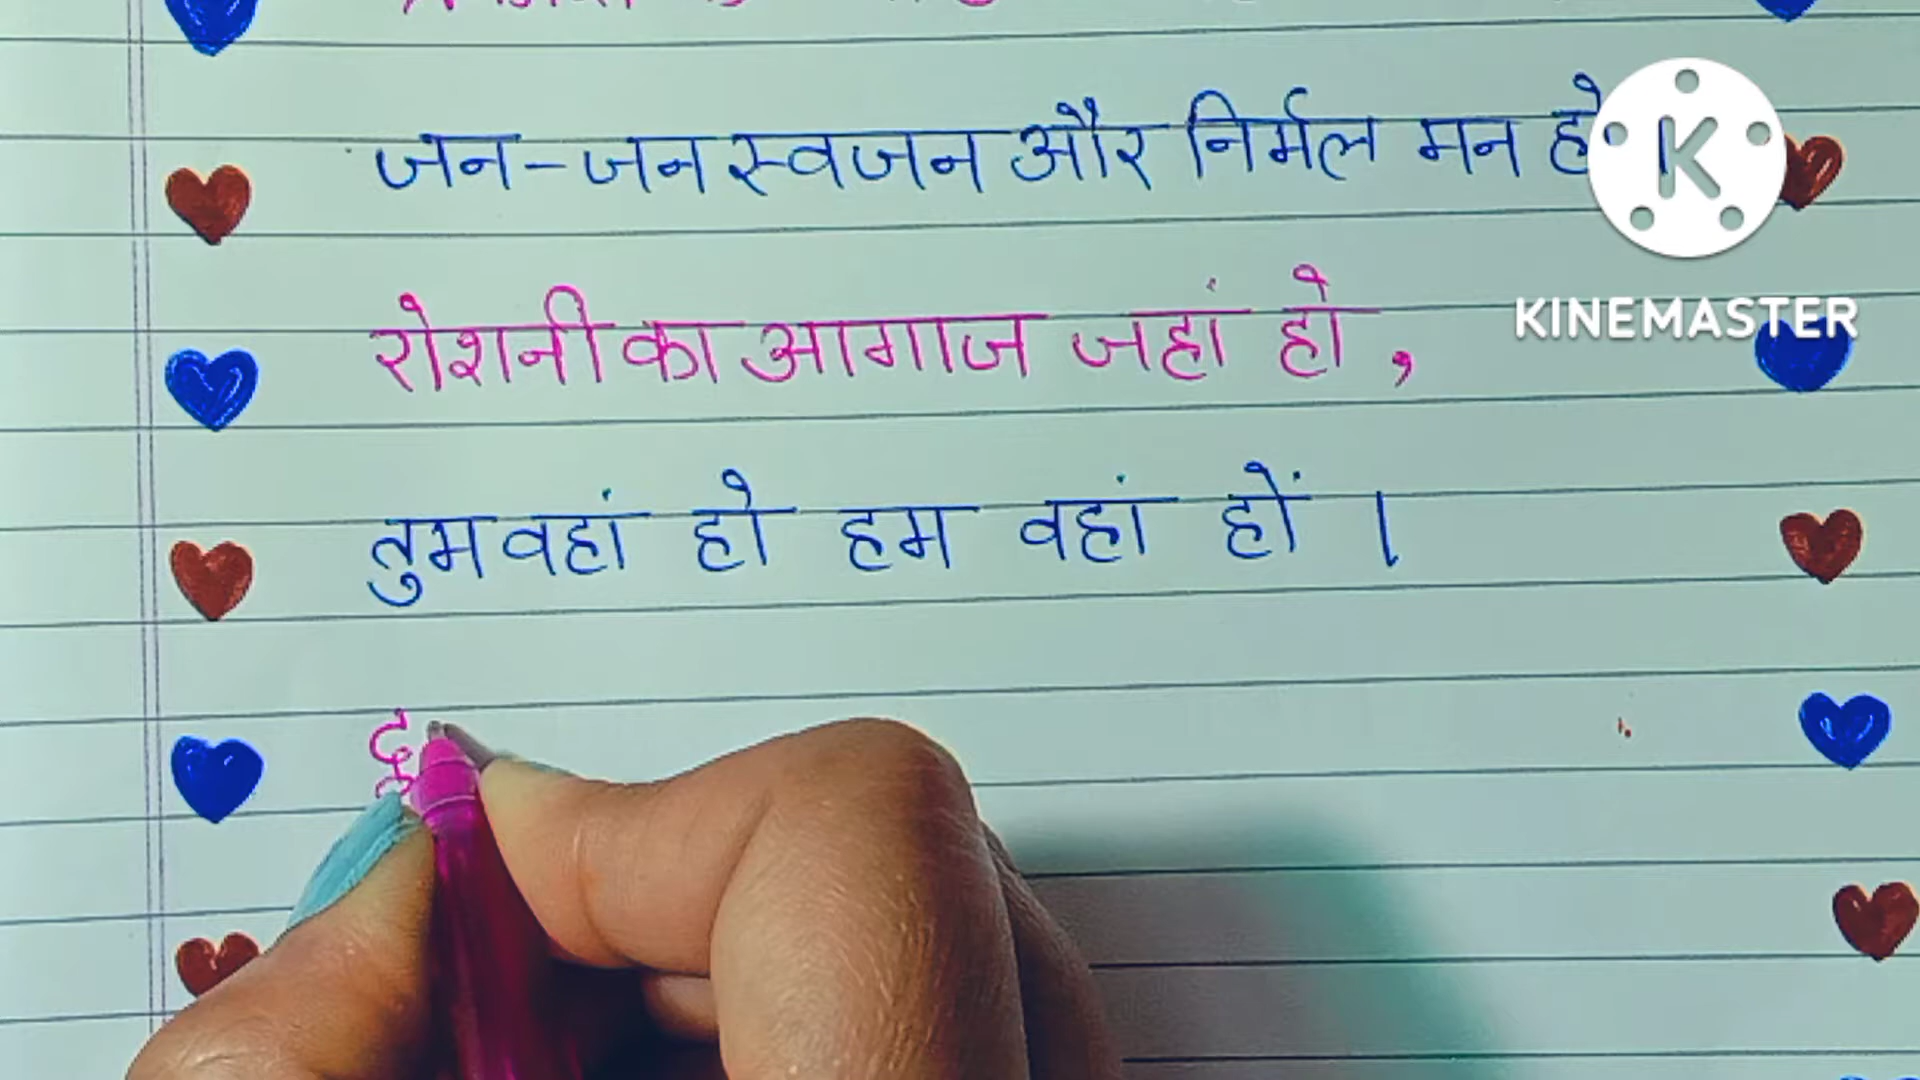 जन-जन स्वजन और निर्मल मन हो।
रोशनी का आगाज जहां हो,
तुम वहां हो हम वहां हों।
दु
KINEMASTER